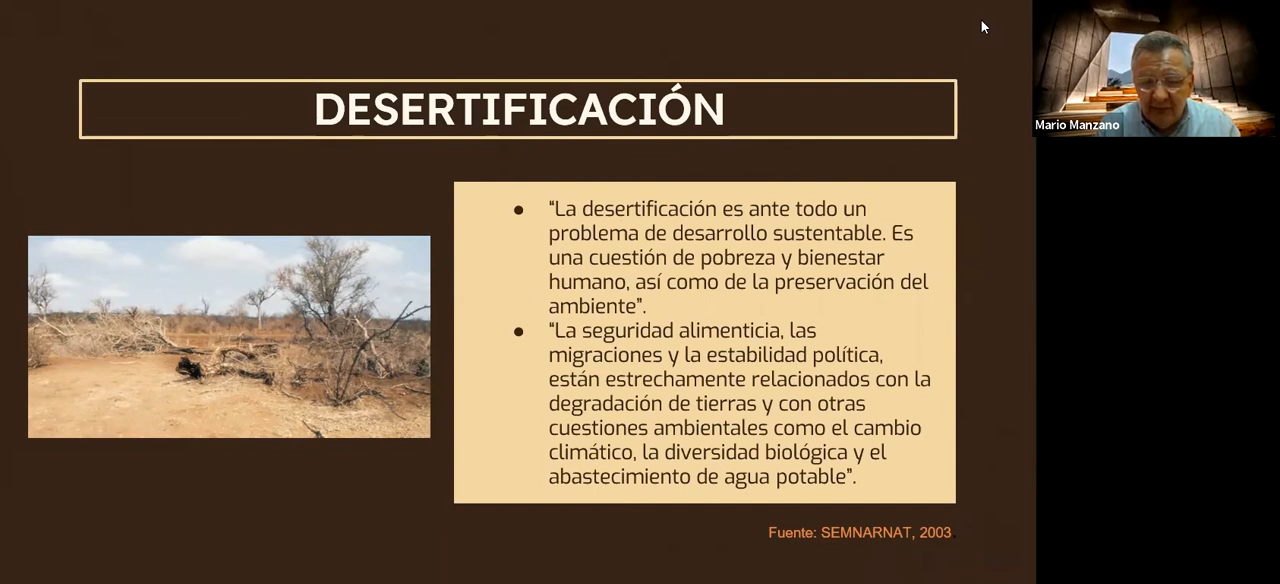 DESERTIFICACIÓN
Mario Manzano
● “La desertificación es ante todo un
problema de desarrollo sustentable. Es
una cuestión de pobreza y bienestar
humano, así como de la preservación del
ambiente”.
● “La seguridad alimenticia, las
migraciones y la estabilidad política,
están estrechamente relacionados con la
degradación de tierras y con otras
cuestiones ambientales como el cambio
climático, la diversidad biológica y el
abastecimiento de agua potable”.
Fuente: SEMNARNAT, 2003.